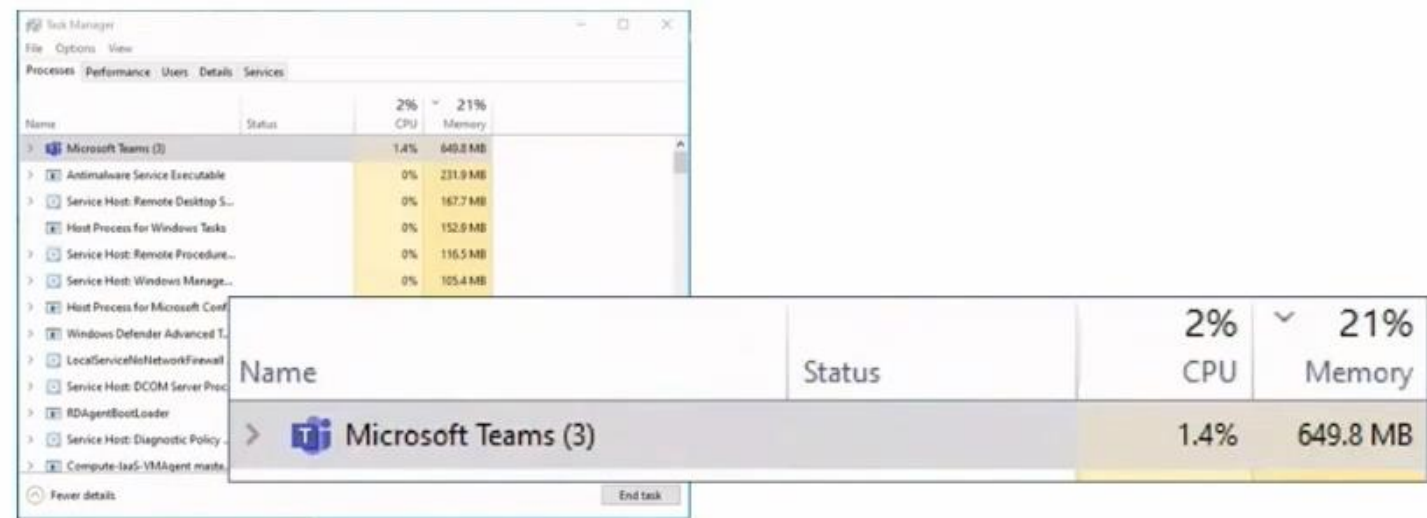 Task Manager
File Options View
Processes Performance Users Details Services
2% 21%
Name Status CPU Memory
Microsoft Teams (3) 1.4% 649.8 MB
Antimalware Service Executable 0% 231.9 MB
Service Host: Remote Desktop S... 0% 167.7 MB
Host Process for Windows Tasks 0% 152.9 MB
Service Host: Remote Procedure... 0% 116.5 MB
Service Host: Windows Manage... 0% 105.4 MB
Host Process for Microsoft Conf
Windows Defender Advanced T...
LocalServiceNoNetworkFirewall
Service Host: DCOM Server Proc
RDAgentBootLoader
Service Host: Diagnostic Policy
Compute-IaaS-VMAgent maste
Fewer details End task
2% 21%
Name Status CPU Memory
Microsoft Teams (3) 1.4% 649.8 MB